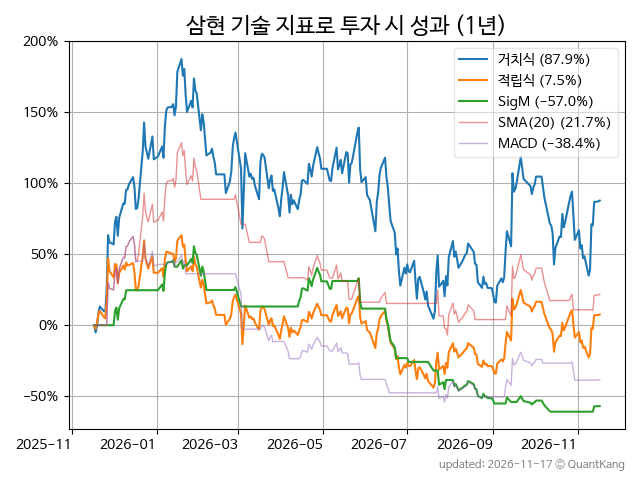 삼현 기술 지표로 투자 시 성과 (1년)
200%
150%
100%
50%
0%
−50%
거치식 (87.9%)
적립식 (7.5%)
SigM (−57.0%)
SMA(20) (21.7%)
MACD (−38.4%)
2025-11 2026-01 2026-03 2026-05 2026-07 2026-09 2026-11
updated: 2026-11-17 © QuantKang